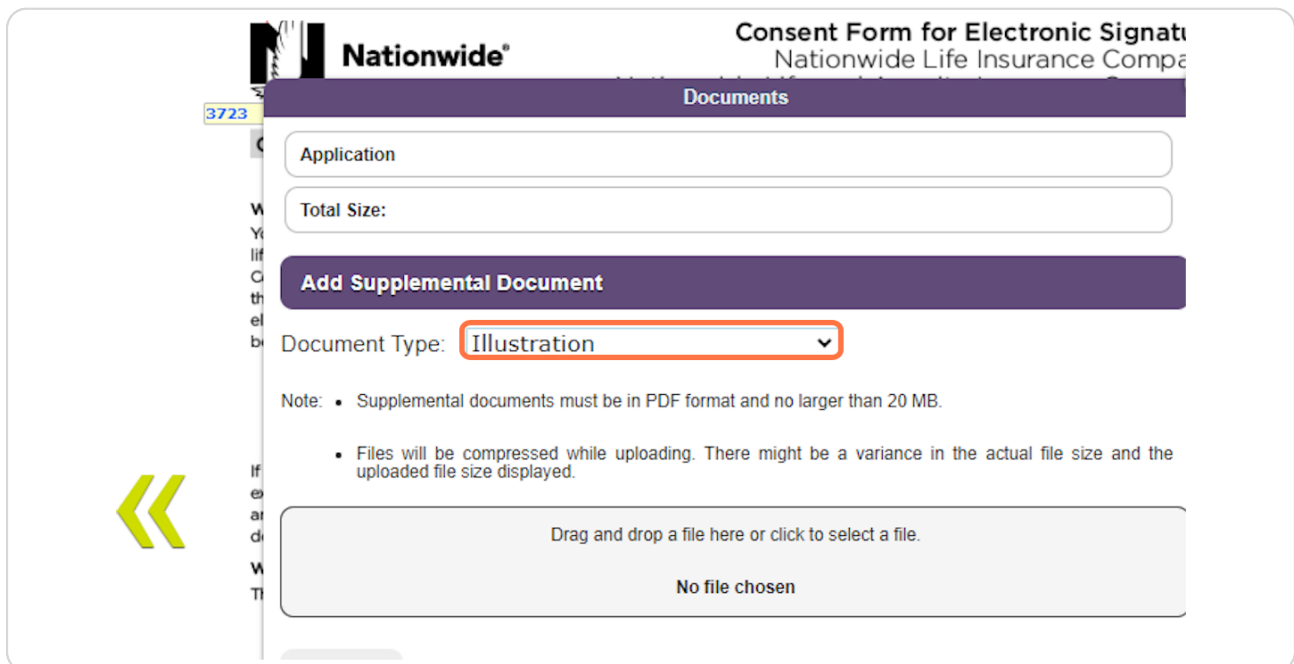 Consent Form for Electronic
Nationwide®
Nationwide Life Insurance
Documents
3723
Application
Total Size:
Add Supplemental Document
Document Type: Illustration
Note: • Supplemental documents must be in PDF format and no larger than 20 MB.
• Files will be compressed while uploading. There might be a variance in the actual file size and the
uploaded file size displayed.
If
Drag and drop a file here or click to select a file.
No file chosen